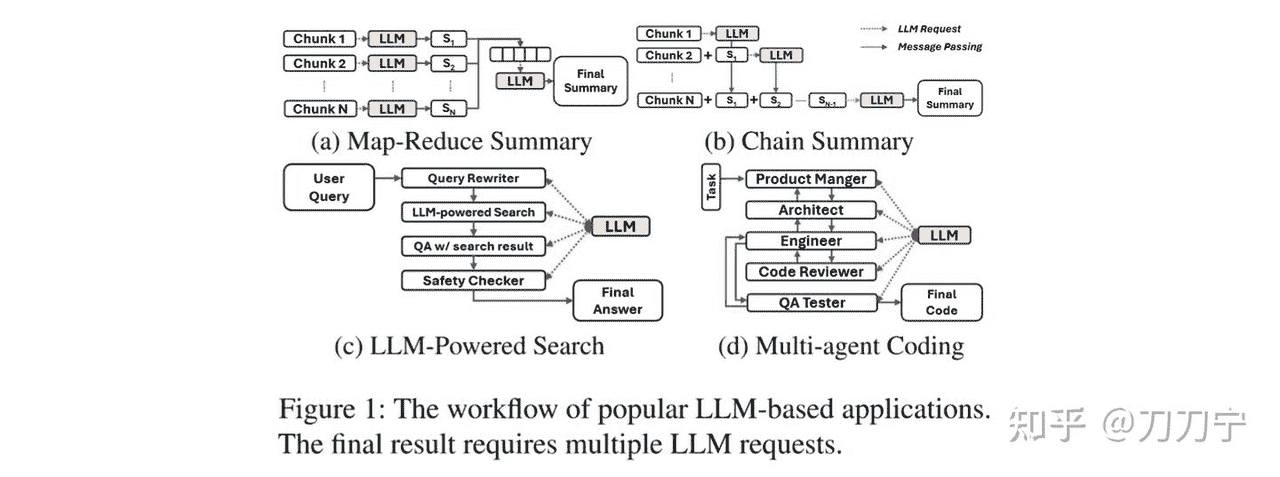 Chunk 1 LLM S1
Chunk 2 LLM S2
Chunk N LLM SN
LLM
Final
Summary
(a) Map-Reduce Summary
Chunk 1 LLM
Chunk 2 + S1 LLM
Chunk N + S1 + S2 SN-1 LLM
Final
Summary
LLM Request
Message Passing
(b) Chain Summary
User
Query
Query Rewriter
LLM-powered Search
QA w/ search result
Safety Checker
LLM
Final
Answer
(c) LLM-Powered Search
Task
Product Manger
Architect
Engineer
Code Reviewer
QA Tester
LLM
Final
Code
(d) Multi-agent Coding
Figure 1: The workflow of popular LLM-based applications.
The final result requires multiple LLM requests.
知乎 @刀刀宁